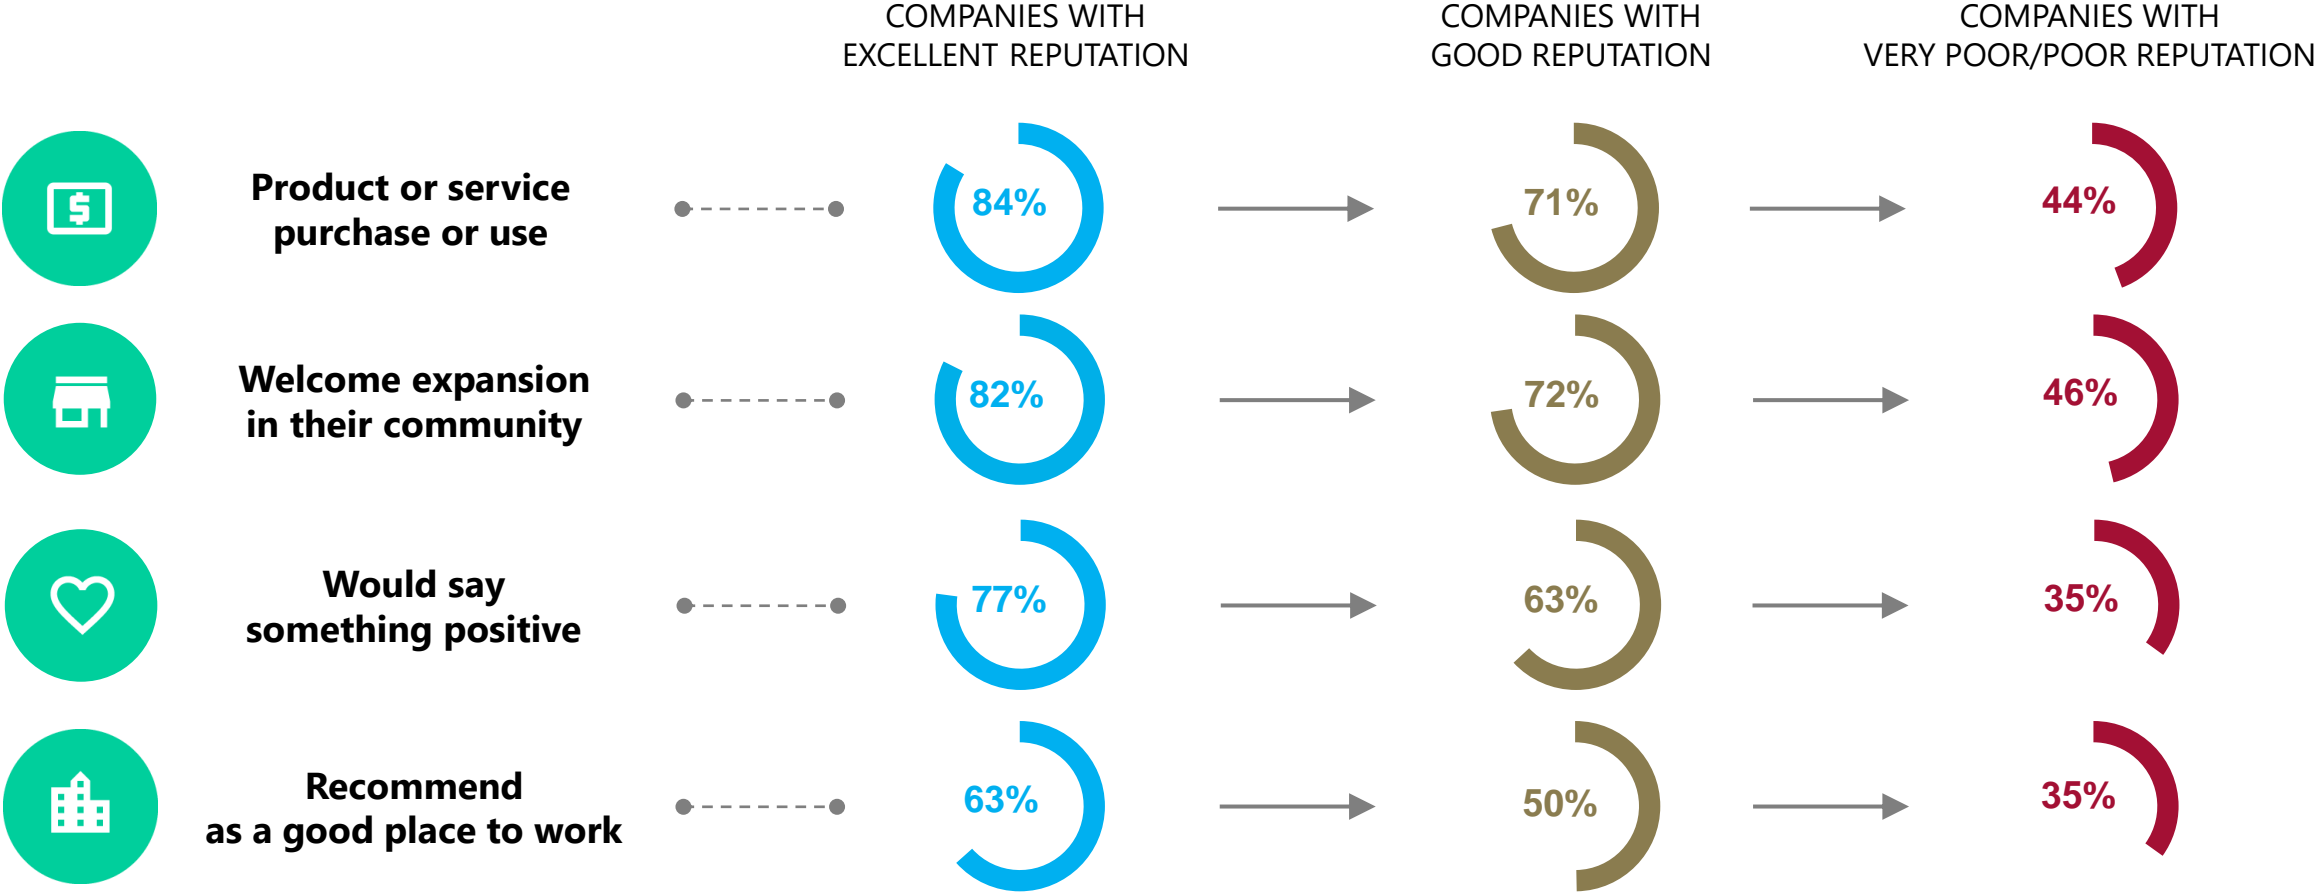 COMPANIES WITH
EXCELLENT REPUTATION
COMPANIES WITH
GOOD REPUTATION
COMPANIES WITH
VERY POOR/POOR REPUTATION
$
Product or service
purchase or use
84%
71%
44%
Welcome expansion
in their community
82%
72%
46%
Would say
something positive
77%
63%
35%
Recommend
as a good place to work
63%
50%
35%